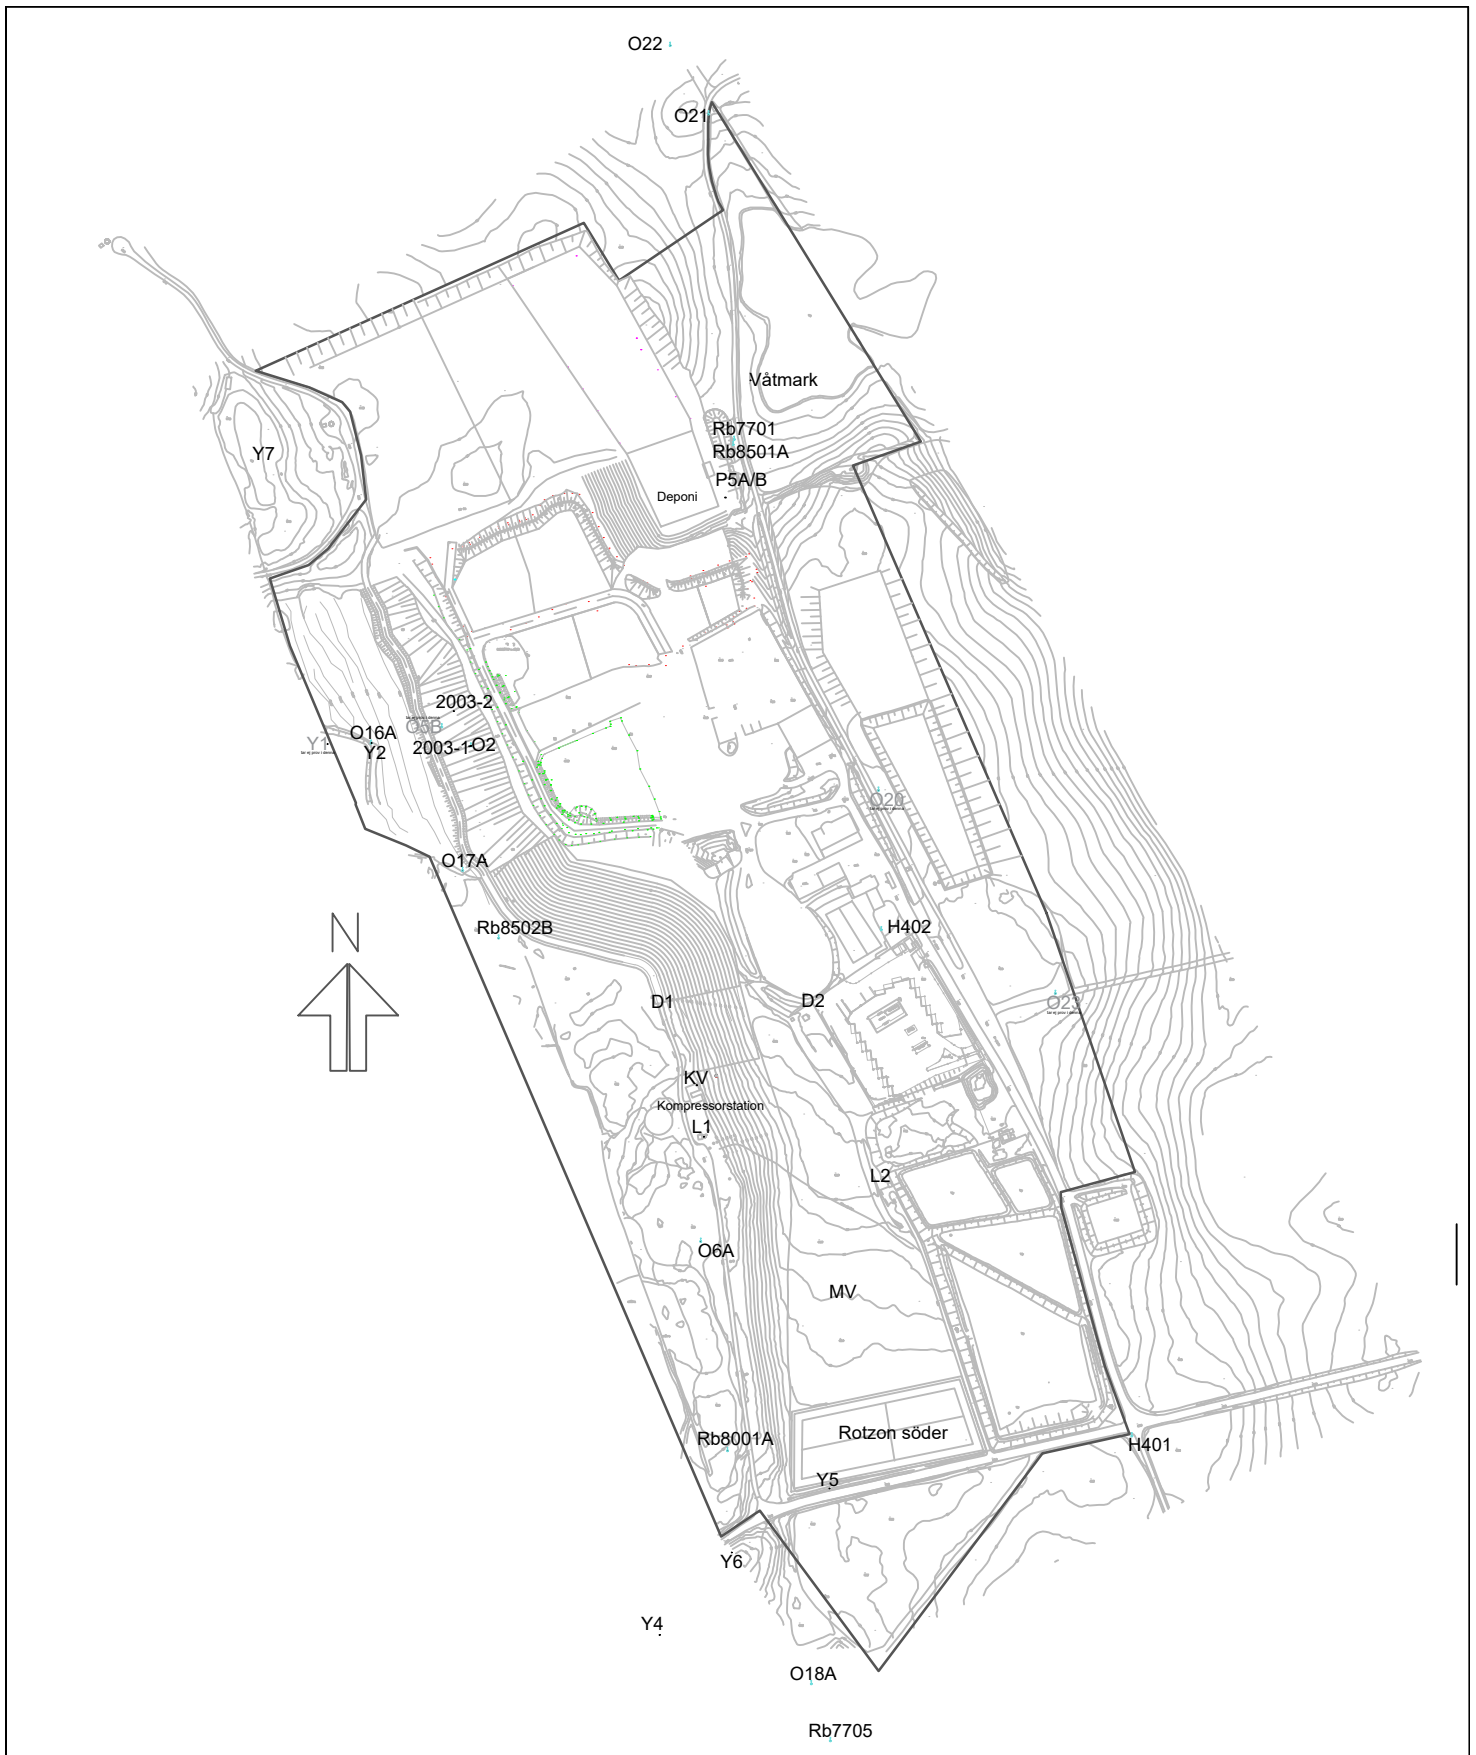 O22
O21
Våtmark
Rb7701
Rb8501A
Y7
P5A/B
Deponi
2003-2
O5B
O16A
Y1
Y2
2003-1
O2
O20
O17A
Rb8502B
H402
N
D1
D2
O23
KV
Kompressorstation
L1
L2
O6A
MV
Rotzon söder
Rb8001A
H401
Y5
Y6
Y4
O18A
Rb7705